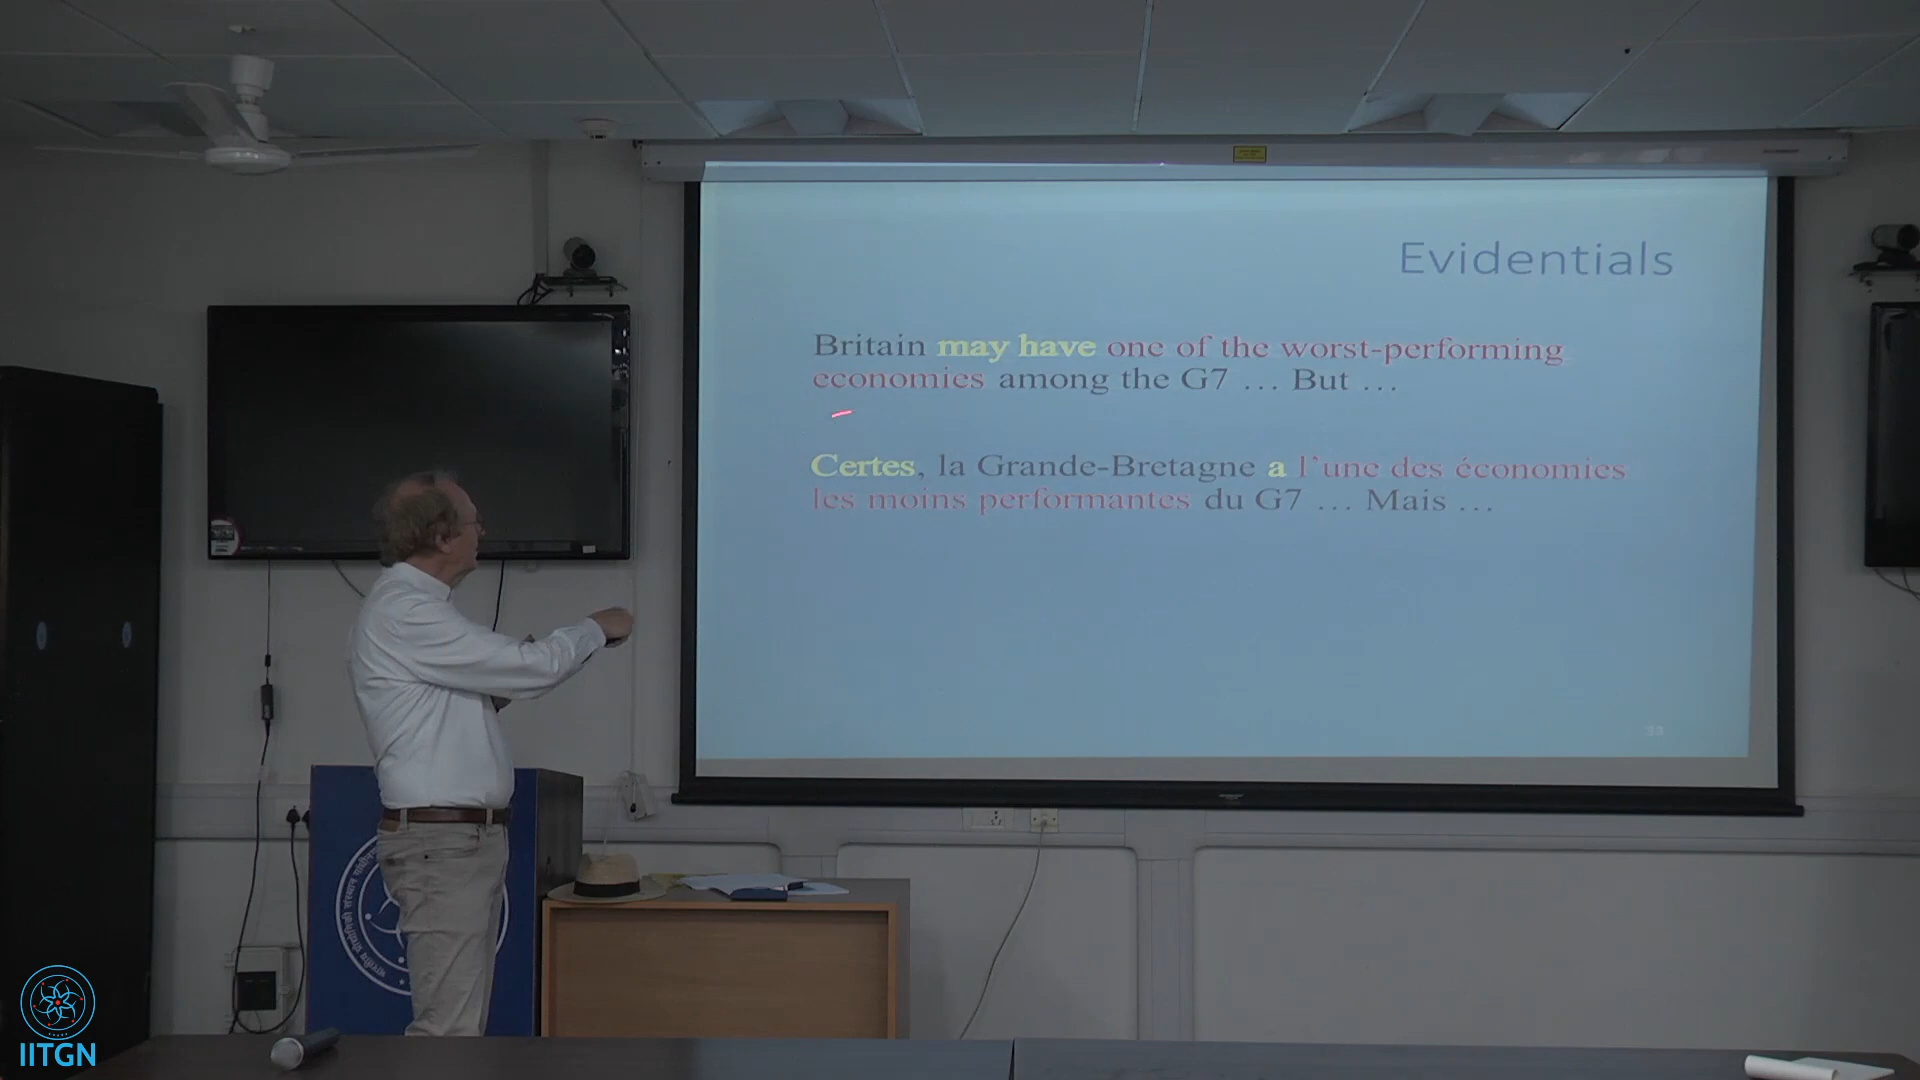 Evidentials
Britain may have one of the worst-performing
economies among the G7 … But …
Certes, la Grande-Bretagne a l’une des économies
les moins performantes du G7 … Mais …
33
IITGN